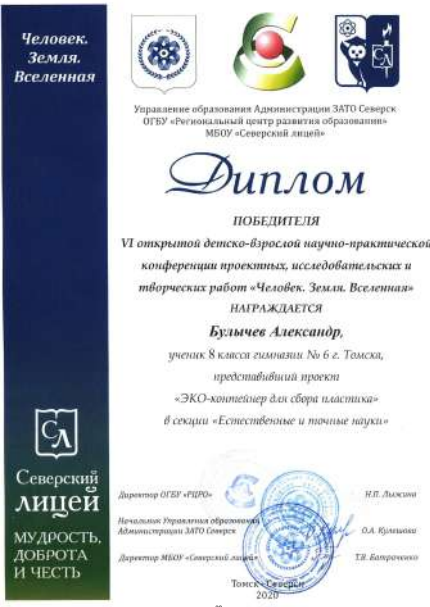 Человек.
Земля.
Вселенная
Управление образования Администрации ЗАТО Северск
ОГБУ «Региональный центр развития образования»
МБОУ «Северский лицей»
Диплом
ПОБЕДИТЕЛЯ
VI открытой детско-взрослой научно-практической
конференции проектных, исследовательских и
творческих работ «Человек. Земля. Вселенная»
НАГРАЖДАЕТСЯ
Булычев Александр,
ученик 8 класса гимназии № 6 г. Томска,
представивший проект
«ЭКО-контейнер для сбора пластика»
в секции «Естественные и точные науки»
СЛ
Северский
лицей
МУДРОСТЬ,
ДОБРОТА
И ЧЕСТЬ
Директор ОГБУ «РЦРО» Н.П. Лыжина
Начальник Управления образования
Администрации ЗАТО Северск О.А. Кулешова
Директор МБОУ «Северский лицей» Т.В. Батраченко
Томск - Северск
2020